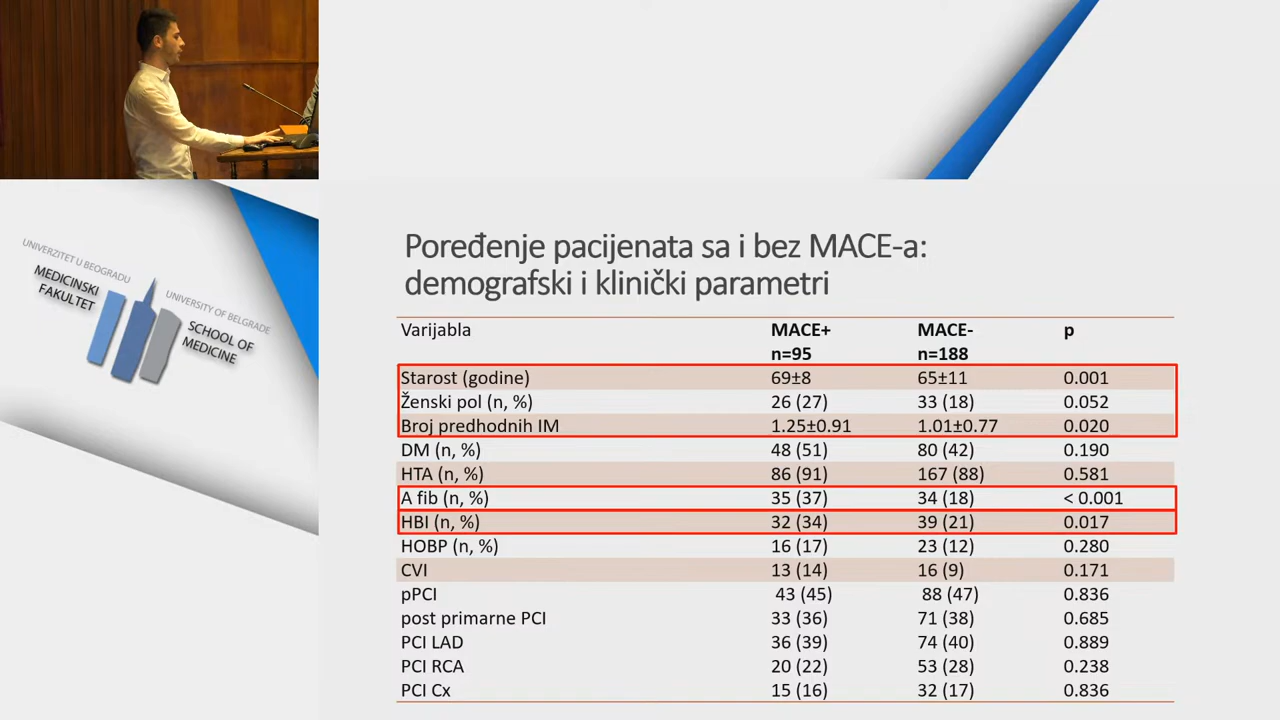 UNIVERZITET U BEOGRADU
MEDICINSKI
FAKULTET
UNIVERSITY OF BELGRADE
SCHOOL OF
MEDICINE
Poređenje pacijenata sa i bez MACE-a:
demografski i klinički parametri
Varijabla MACE+ MACE- p
n=95 n=188
Starost (godine) 69±8 65±11 0.001
Ženski pol (n, %) 26 (27) 33 (18) 0.052
Broj predhodnih IM 1.25±0.91 1.01±0.77 0.020
DM (n, %) 48 (51) 80 (42) 0.190
HTA (n, %) 86 (91) 167 (88) 0.581
A fib (n, %) 35 (37) 34 (18) < 0.001
HBI (n, %) 32 (34) 39 (21) 0.017
HOBP (n, %) 16 (17) 23 (12) 0.280
CVI 13 (14) 16 (9) 0.171
pPCI 43 (45) 88 (47) 0.836
post primarne PCI 33 (36) 71 (38) 0.685
PCI LAD 36 (39) 74 (40) 0.889
PCI RCA 20 (22) 53 (28) 0.238
PCI Cx 15 (16) 32 (17) 0.836